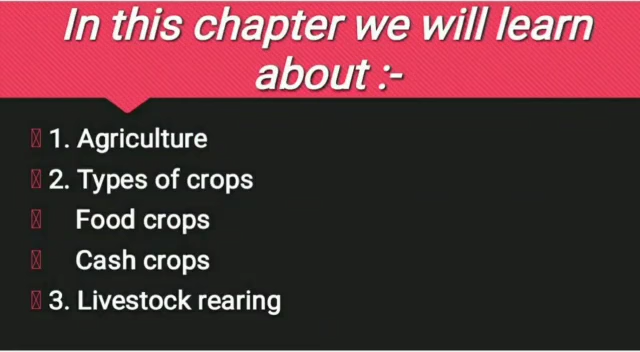 In this chapter we will learn
about :-
1. Agriculture
2. Types of crops
Food crops
Cash crops
3. Livestock rearing